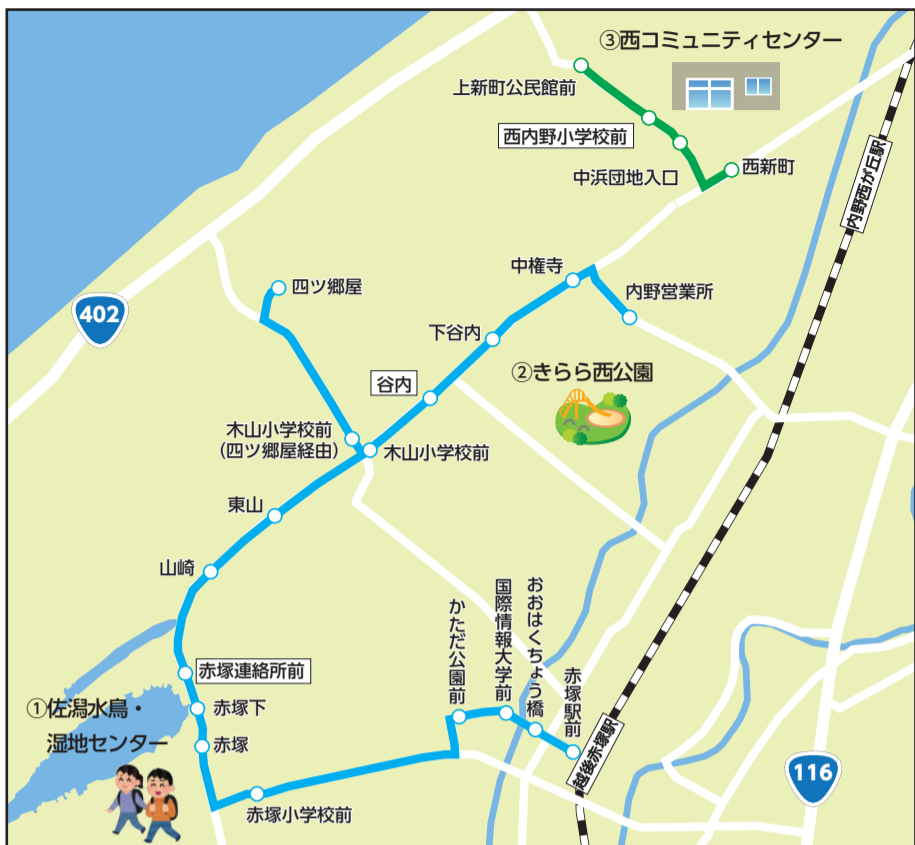 ③西コミュニティセンター
上新町公民館前
西内野小学校前
中浜団地入口
西新町
内野西が丘駅
中権寺
四ツ郷屋
内野営業所
402
下谷内
②きらら西公園
谷内
木山小学校前
(四ツ郷屋経由)
木山小学校前
東山
山崎
かただ公園前
国際情報大学前
おおはくちょう橋
赤塚駅前
赤塚連絡所前
①佐潟水鳥・
湿地センター
赤塚下
赤塚
越後赤塚駅
116
赤塚小学校前